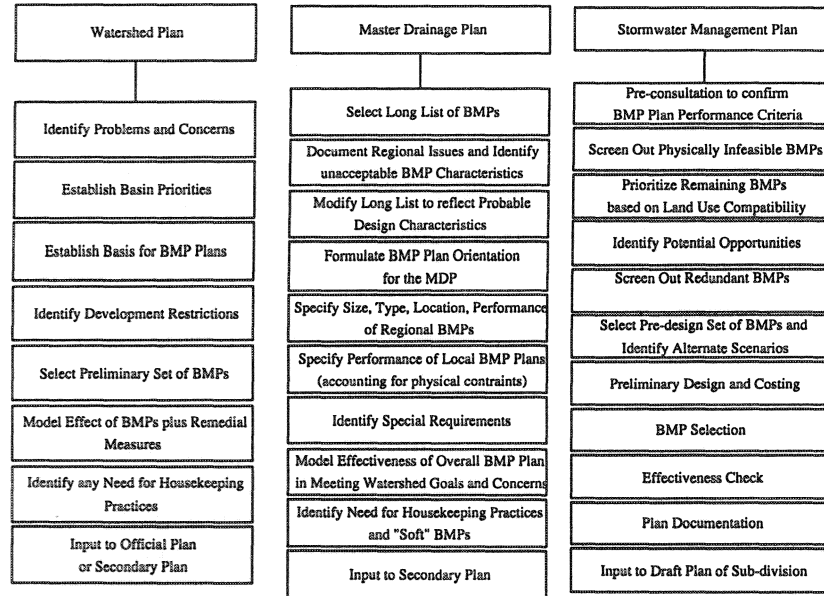 Watershed Plan
Identify Problems and Concerns
Establish Basin Priorities
Establish Basis for BMP Plans
Identify Development Restrictions
Select Preliminary Set of BMPs
Model Effect of BMPs plus Remedial
Measures
Identify any Need for Housekeeping
Practices
Input to Official Plan
or Secondary Plan
Master Drainage Plan
Select Long List of BMPs
Document Regional Issues and Identify
unacceptable BMP Characteristics
Modify Long List to reflect Probable
Design Characteristics
Formulate BMP Plan Orientation
for the MDP
Specify Size, Type, Location, Performance
of Regional BMPs
Specify Performance of Local BMP Plans
(accounting for physical contraints)
Identify Special Requirements
Model Effectiveness of Overall BMP Plan
in Meeting Watershed Goals and Concerns
Identify Need for Housekeeping Practices
and "Soft" BMPs
Input to Secondary Plan
Stormwater Management Plan
Pre-consultation to confirm
BMP Plan Performance Criteria
Screen Out Physically Infeasible BMPs
Prioritize Remaining BMPs
based on Land Use Compatibility
Identify Potential Opportunities
Screen Out Redundant BMPs
Select Pre-design Set of BMPs and
Identify Alternate Scenarios
Preliminary Design and Costing
BMP Selection
Effectiveness Check
Plan Documentation
Input to Draft Plan of Sub-division